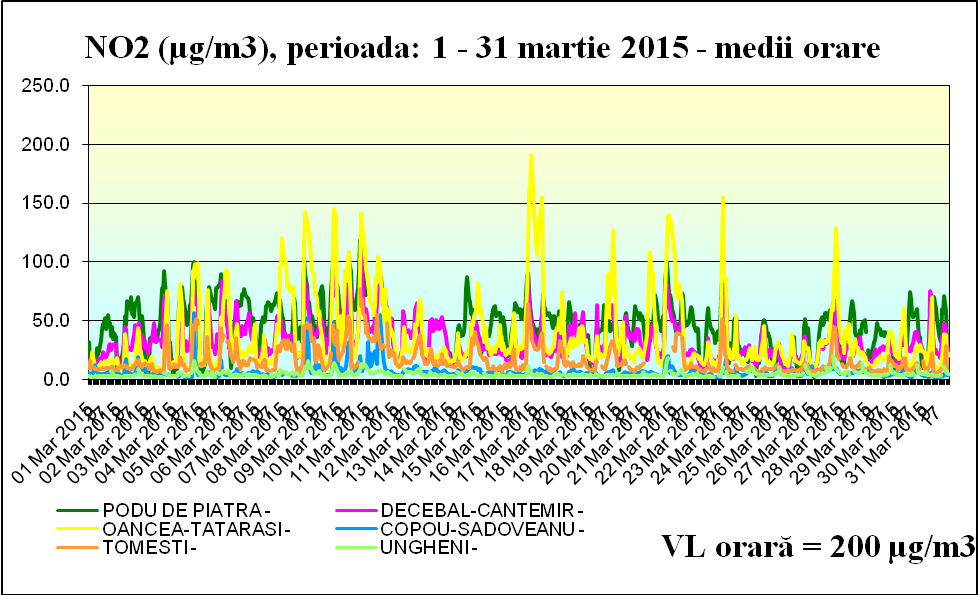 NO2 (µg/m3), perioada: 1 - 31 martie 2015 - medii orare
250.0
200.0
150.0
100.0
50.0
0.0
01 Mar 2015
02 Mar 2015
03 Mar 2015
04 Mar 2015
05 Mar 2015
06 Mar 2015
07 Mar 2015
08 Mar 2015
09 Mar 2015
10 Mar 2015
11 Mar 2015
12 Mar 2015
13 Mar 2015
14 Mar 2015
15 Mar 2015
16 Mar 2015
17 Mar 2015
18 Mar 2015
19 Mar 2015
20 Mar 2015
21 Mar 2015
22 Mar 2015
23 Mar 2015
24 Mar 2015
25 Mar 2015
26 Mar 2015
27 Mar 2015
28 Mar 2015
29 Mar 2015
30 Mar 2015
31 Mar 2015
17
PODU DE PIATRA -
DECEBAL-CANTEMIR -
OANCEA-TATARASI -
COPOU-SADOVEANU -
TOMESTI -
UNGHENI -
VL orară = 200 µg/m3